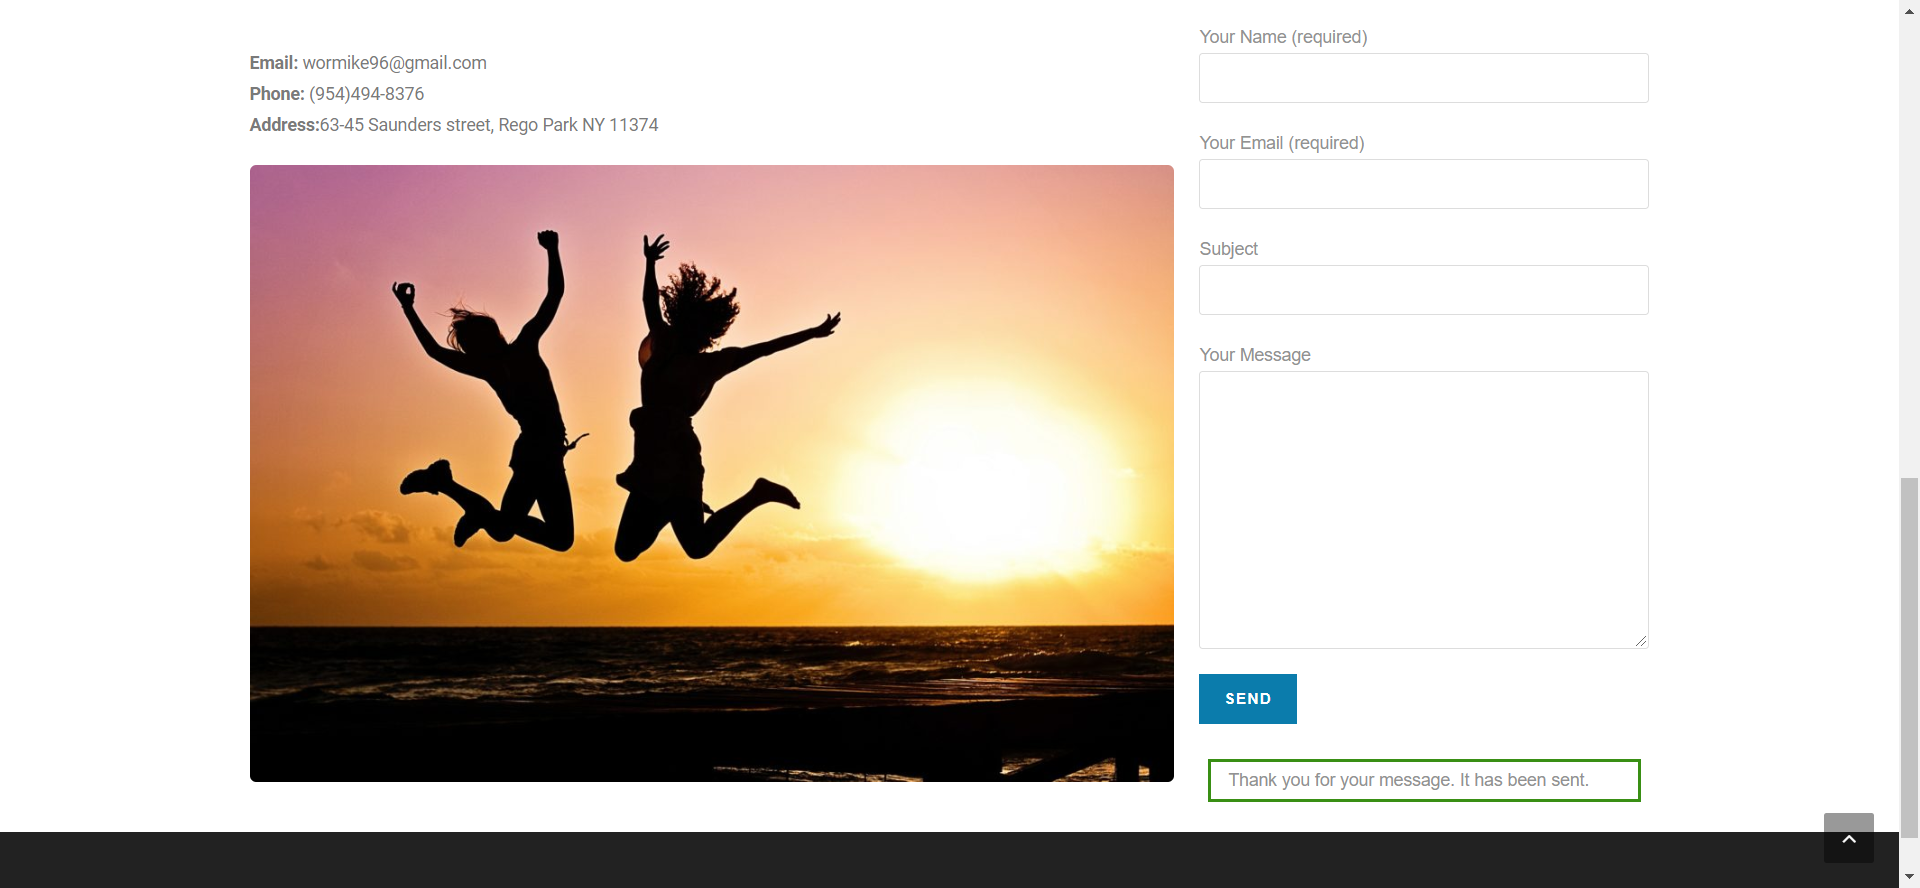 Email: wormike96@gmail.com
Phone: (954)494-8376
Address:63-45 Saunders street, Rego Park NY 11374
Your Name (required)
Your Email (required)
Subject
Your Message
SEND
Thank you for your message. It has been sent.